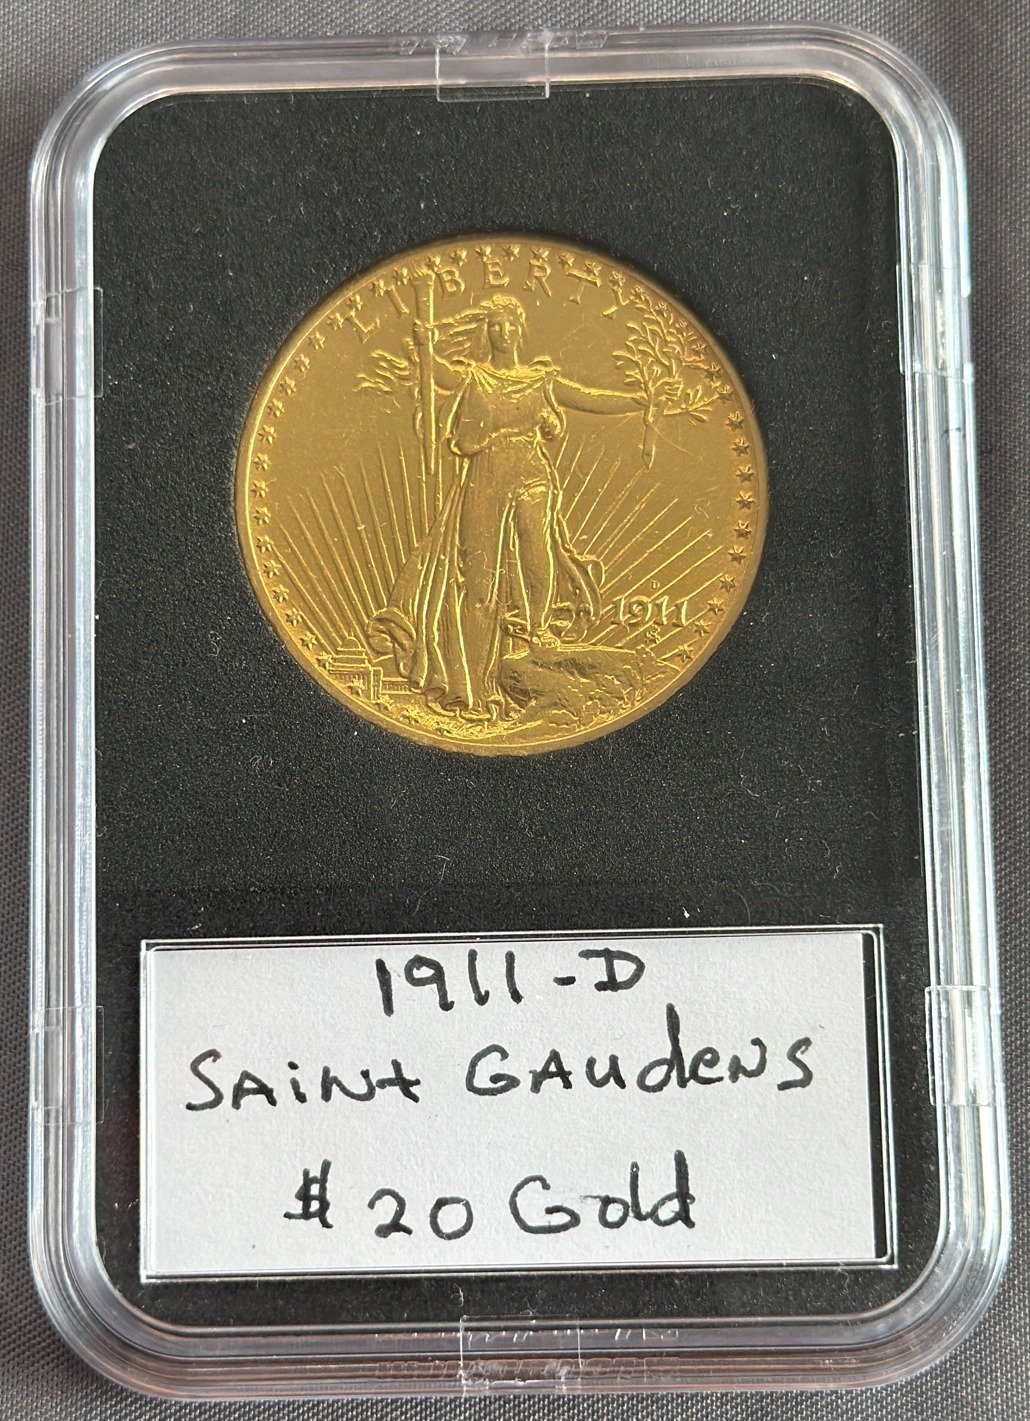 LIBERTY
D
1911
1911-D
SAiNt GAUdeNS
$20 Gold